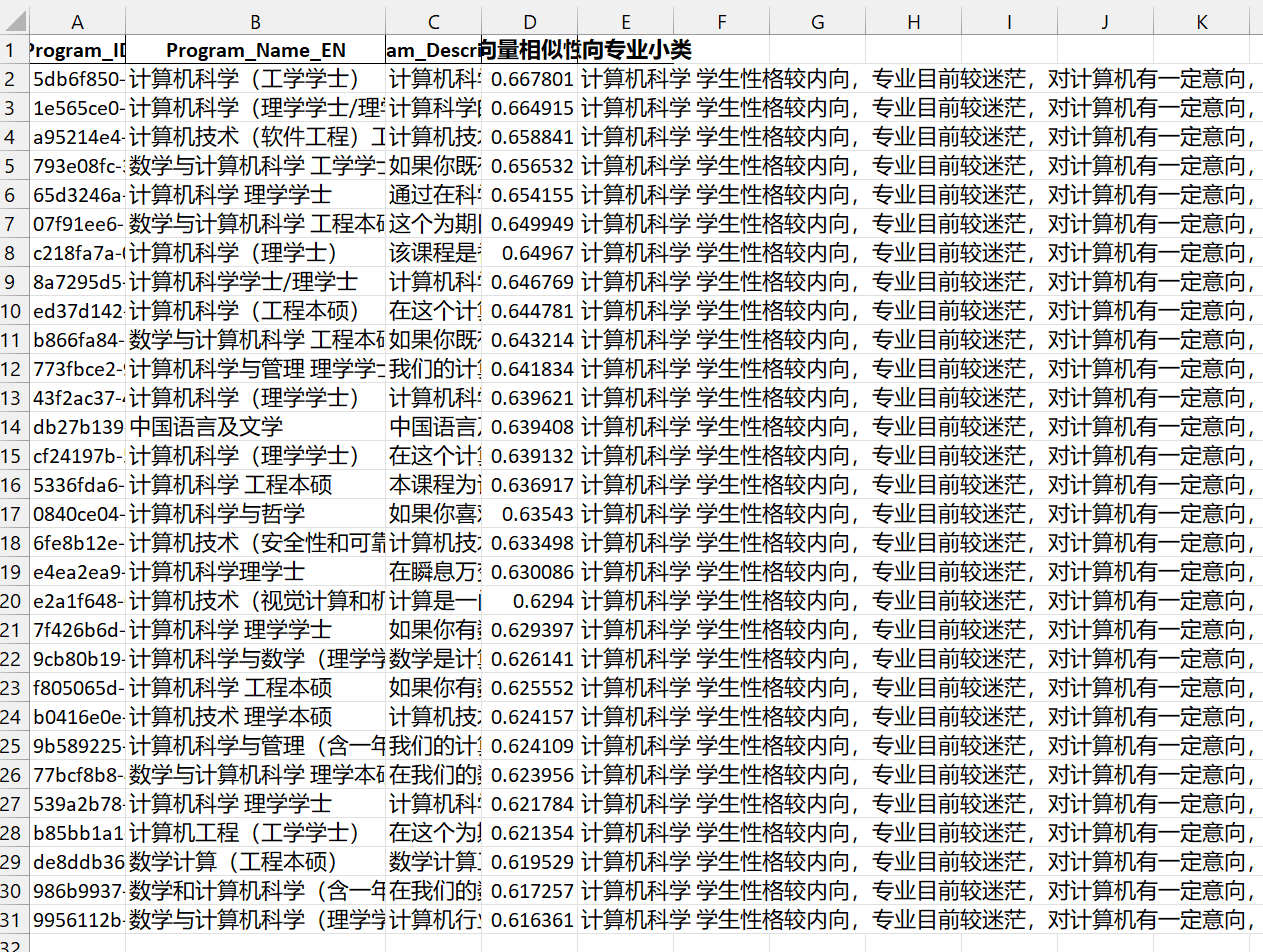 A B C D E F G H I J K
1 Program_ID Program_Name_EN am_Descri 向量相似性 向专业小类
2 5db6f850- 计算机科学（工学学士） 计算机科学 0.667801 计算机科学 学生性格较内向， 专业目前较迷茫，对计算机有一定意向，
3 1e565ce0- 计算机科学（理学学士/理学 计算科学的 0.664915 计算机科学 学生性格较内向， 专业目前较迷茫，对计算机有一定意向，
4 a95214e4- 计算机技术（软件工程）工 计算机技术 0.658841 计算机科学 学生性格较内向， 专业目前较迷茫，对计算机有一定意向，
5 793e08fc- 数学与计算机科学 工学学士 如果你既 0.656532 计算机科学 学生性格较内向， 专业目前较迷茫，对计算机有一定意向，
6 65d3246a- 计算机科学 理学学士 通过在科学 0.654155 计算机科学 学生性格较内向， 专业目前较迷茫，对计算机有一定意向，
7 07f91ee6- 数学与计算机科学 工程本硕 这个为期 0.649949 计算机科学 学生性格较内向， 专业目前较迷茫，对计算机有一定意向，
8 c218fa7a- 计算机科学（理学士） 该课程是 0.64967 计算机科学 学生性格较内向， 专业目前较迷茫，对计算机有一定意向，
9 8a7295d5- 计算机科学学士/理学士 计算机科学 0.646769 计算机科学 学生性格较内向， 专业目前较迷茫，对计算机有一定意向，
10 ed37d142- 计算机科学（工程本硕） 在这个计算 0.644781 计算机科学 学生性格较内向， 专业目前较迷茫，对计算机有一定意向，
11 b866fa84- 数学与计算机科学 工程本硕 如果你既 0.643214 计算机科学 学生性格较内向， 专业目前较迷茫，对计算机有一定意向，
12 773fbce2- 计算机科学与管理 理学学士 我们的计算 0.641834 计算机科学 学生性格较内向， 专业目前较迷茫，对计算机有一定意向，
13 43f2ac37- 计算机科学（理学学士） 计算机科学 0.639621 计算机科学 学生性格较内向， 专业目前较迷茫，对计算机有一定意向，
14 db27b139 中国语言及文学 中国语言及 0.639408 计算机科学 学生性格较内向， 专业目前较迷茫，对计算机有一定意向，
15 cf24197b- 计算机科学（理学学士） 在这个计算 0.639132 计算机科学 学生性格较内向， 专业目前较迷茫，对计算机有一定意向，
16 5336fda6- 计算机科学 工程本硕 本课程为 0.636917 计算机科学 学生性格较内向， 专业目前较迷茫，对计算机有一定意向，
17 0840ce04- 计算机科学与哲学 如果你喜欢 0.63543 计算机科学 学生性格较内向， 专业目前较迷茫，对计算机有一定意向，
18 6fe8b12e- 计算机技术（安全性和可靠 计算机技术 0.633498 计算机科学 学生性格较内向， 专业目前较迷茫，对计算机有一定意向，
19 e4ea2ea9- 计算机科学理学士 在瞬息万变 0.630086 计算机科学 学生性格较内向， 专业目前较迷茫，对计算机有一定意向，
20 e2a1f648- 计算机技术（视觉计算和机 计算是一门 0.6294 计算机科学 学生性格较内向， 专业目前较迷茫，对计算机有一定意向，
21 7f426b6d- 计算机科学 理学学士 如果你有 0.629397 计算机科学 学生性格较内向， 专业目前较迷茫，对计算机有一定意向，
22 9cb80b19- 计算机科学与数学（理学学 数学是计算 0.626141 计算机科学 学生性格较内向， 专业目前较迷茫，对计算机有一定意向，
23 f805065d- 计算机科学 工程本硕 如果你有 0.625552 计算机科学 学生性格较内向， 专业目前较迷茫，对计算机有一定意向，
24 b0416e0e- 计算机技术 理学本硕 计算机技术 0.624157 计算机科学 学生性格较内向， 专业目前较迷茫，对计算机有一定意向，
25 9b589225- 计算机科学与管理（含一年 我们的计算 0.624109 计算机科学 学生性格较内向， 专业目前较迷茫，对计算机有一定意向，
26 77bcf8b8- 数学与计算机科学 理学本硕 在我们的 0.623956 计算机科学 学生性格较内向， 专业目前较迷茫，对计算机有一定意向，
27 539a2b78- 计算机科学 理学学士 计算机科学 0.621784 计算机科学 学生性格较内向， 专业目前较迷茫，对计算机有一定意向，
28 b85bb1a1 计算机工程（工学学士） 在这个为 0.621354 计算机科学 学生性格较内向， 专业目前较迷茫，对计算机有一定意向，
29 de8ddb36 数学计算（工程本硕） 数学计算 0.619529 计算机科学 学生性格较内向， 专业目前较迷茫，对计算机有一定意向，
30 986b9937- 数学和计算机科学（含一年 在我们的 0.617257 计算机科学 学生性格较内向， 专业目前较迷茫，对计算机有一定意向，
31 9956112b- 数学与计算机科学（理学学 计算机行业 0.616361 计算机科学 学生性格较内向， 专业目前较迷茫，对计算机有一定意向，
32